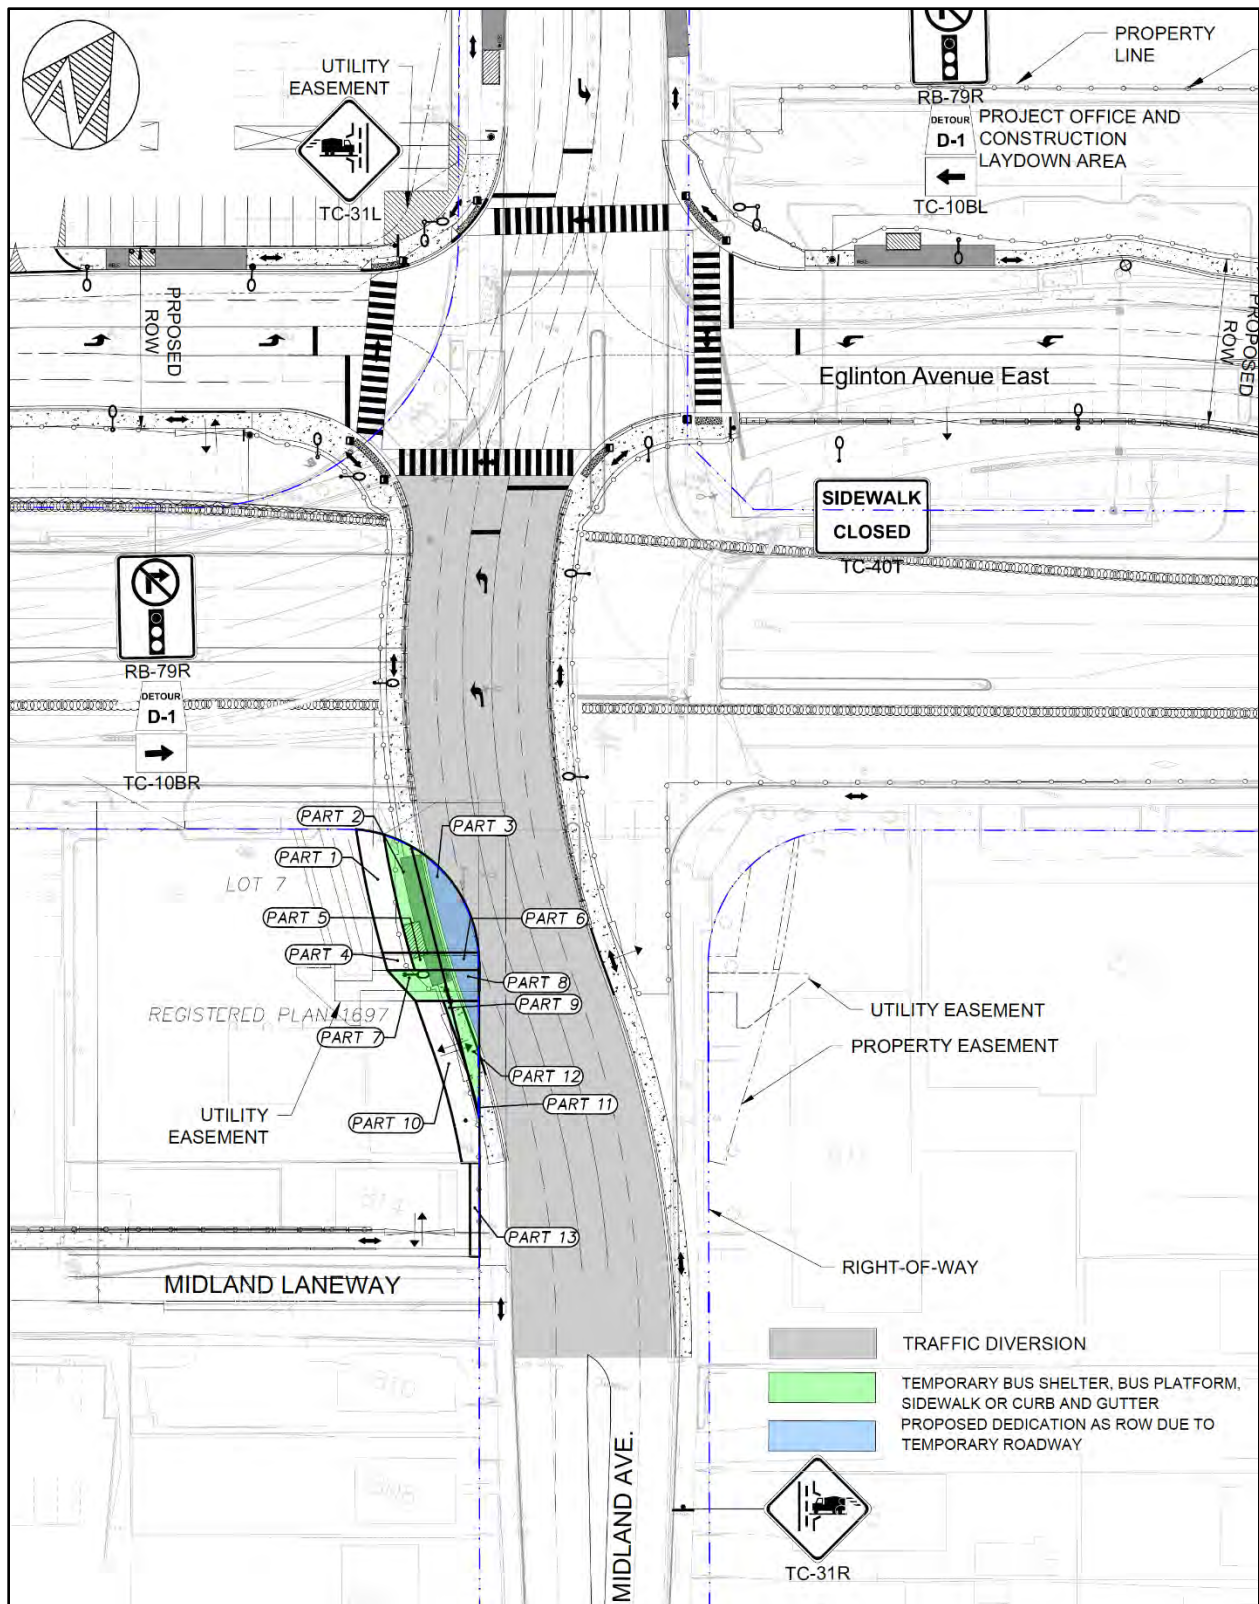 UTILITY
EASEMENT
TC-31L
RB-79R
DETOUR
D-1
TC-10BL
PROPERTY
LINE
PROJECT OFFICE AND
CONSTRUCTION
LAYDOWN AREA
PRPOSED
ROW
PROPOSED
ROW
Eglinton Avenue East
SIDEWALK
CLOSED
TC-40T
RB-79R
DETOUR
D-1
TC-10BR
PART 2
PART 3
PART 1
LOT 7
PART 5
PART 6
PART 4
PART 8
PART 9
REGISTERED PLAN 1697
PART 7
PART 12
PART 11
PART 10
UTILITY
EASEMENT
PART 13
UTILITY EASEMENT
PROPERTY EASEMENT
RIGHT-OF-WAY
814
MIDLAND LANEWAY
810
MIDLAND AVE.
TRAFFIC DIVERSION
TEMPORARY BUS SHELTER, BUS PLATFORM,
SIDEWALK OR CURB AND GUTTER
PROPOSED DEDICATION AS ROW DUE TO
TEMPORARY ROADWAY
TC-31R